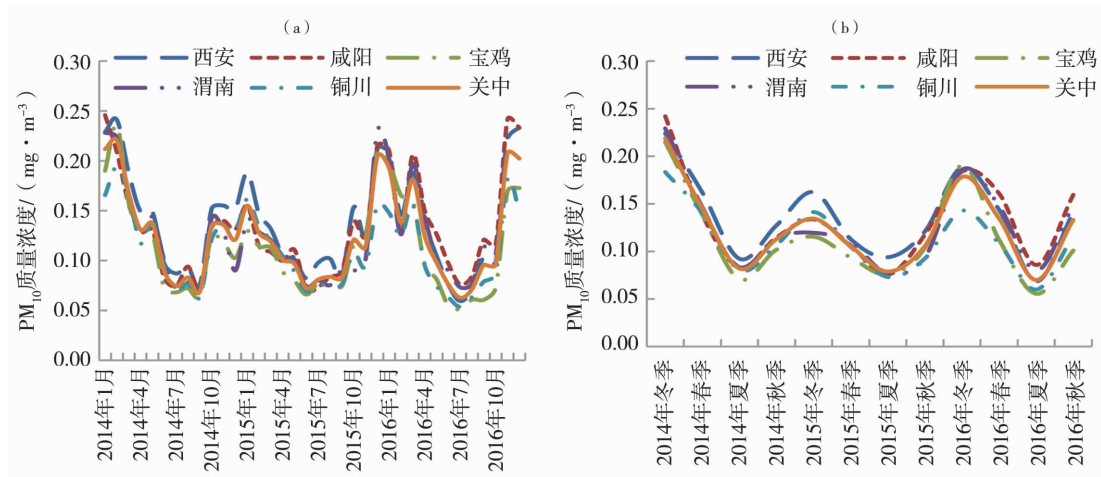 (a)
西安 咸阳 宝鸡
渭南 铜川 关中
PM10质量浓度/（mg·m−3）
0.30
0.25
0.20
0.15
0.10
0.05
0.00
2014年1月
2014年4月
2014年7月
2014年10月
2015年1月
2015年4月
2015年7月
2015年10月
2016年1月
2016年4月
2016年7月
2016年10月
(b)
西安 咸阳 宝鸡
渭南 铜川 关中
PM10质量浓度/（mg·m−3）
0.30
0.25
0.20
0.15
0.10
0.05
0.00
2014年冬季
2014年春季
2014年夏季
2014年秋季
2015年冬季
2015年春季
2015年夏季
2015年秋季
2016年冬季
2016年春季
2016年夏季
2016年秋季